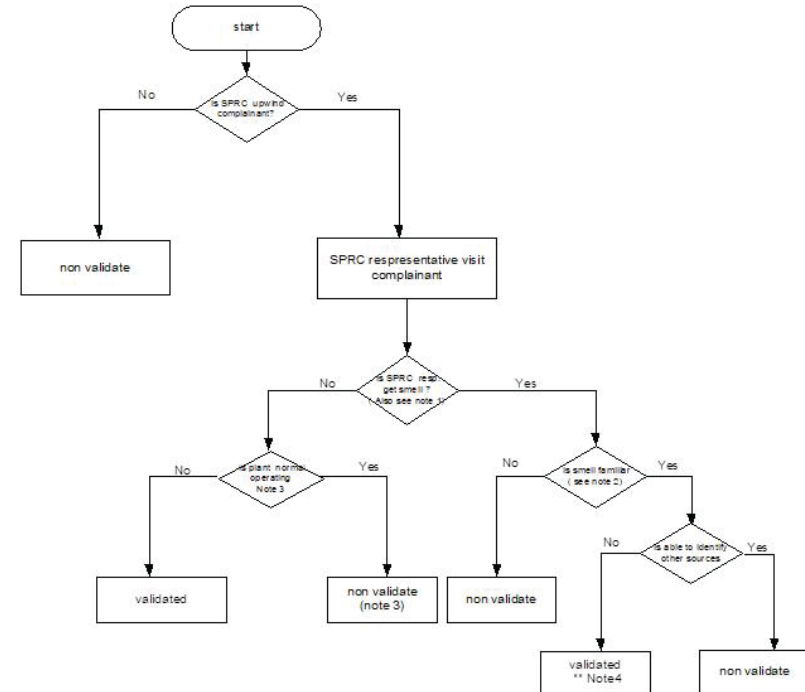 start
No
Yes
Is SPRC upwind
complainant?
non validate
SPRC respresentative visit
complainant
No
Yes
Is SPRC resp.
get smell ?
( Also see note 1)
No
Yes
Is plant normal
operating
Note 3
No
Yes
Is smell familiar
( see note 2)
No
Yes
Is able to Identify
other sources
validated
non validate
(note 3)
non validate
validated
** Note4
non validate